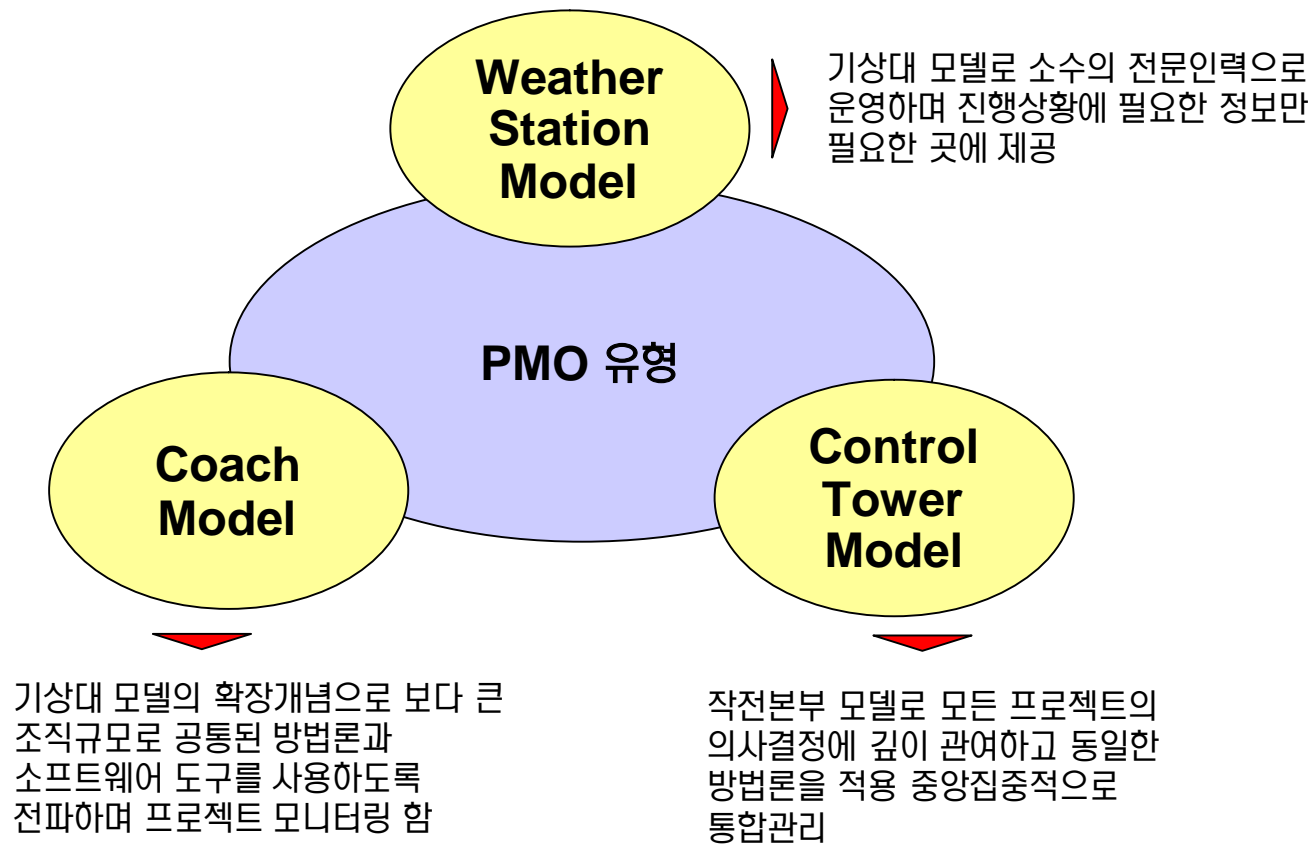 Weather
Station
Model
기상대 모델로 소수의 전문인력으로
운영하며 진행상황에 필요한 정보만
필요한 곳에 제공
PMO 유형
Coach
Model
Control
Tower
Model
기상대 모델의 확장개념으로 보다 큰
조직규모로 공통된 방법론과
소프트웨어 도구를 사용하도록
전파하며 프로젝트 모니터링 함
작전본부 모델로 모든 프로젝트의
의사결정에 깊이 관여하고 동일한
방법론을 적용 중앙집중적으로
통합관리